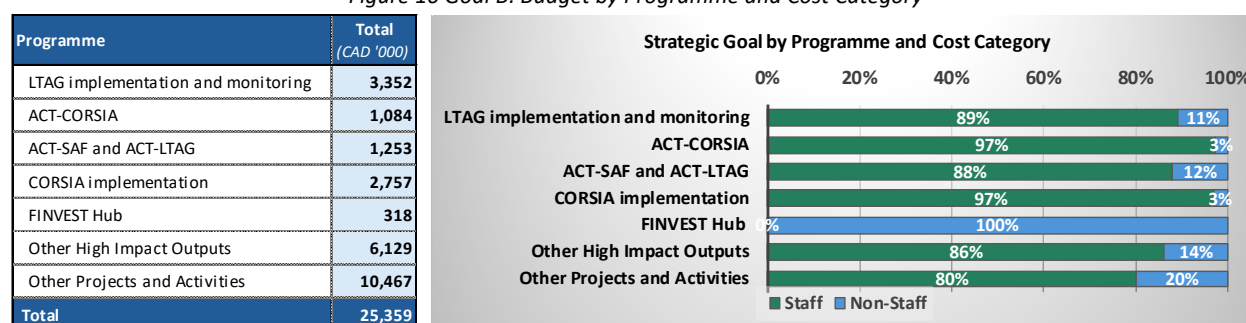 Figure 10 Goal B: Budget by Programme and Cost Category
Programme
Total
(CAD '000)
LTAG implementation and monitoring 3,352
ACT-CORSIA 1,084
ACT-SAF and ACT-LTAG 1,253
CORSIA implementation 2,757
FINVEST Hub 318
Other High Impact Outputs 6,129
Other Projects and Activities 10,467
Total 25,359
Strategic Goal by Programme and Cost Category
0% 20% 40% 60% 80% 100%
LTAG implementation and monitoring 89% 11%
ACT-CORSIA 97% 3%
ACT-SAF and ACT-LTAG 88% 12%
CORSIA implementation 97% 3%
FINVEST Hub 0% 100%
Other High Impact Outputs 86% 14%
Other Projects and Activities 80% 20%
Staff Non-Staff